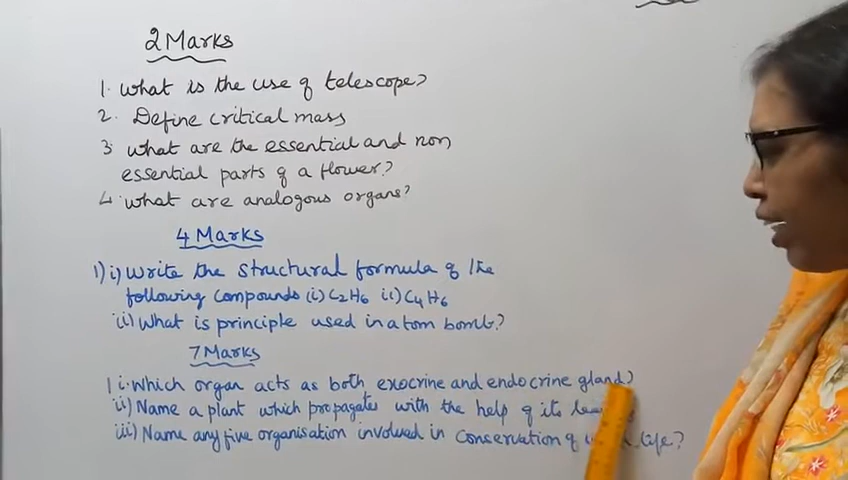 2 Marks
1. What is the use of telescope?
2. Define critical mass
3 What are the essential and non
essential parts of a flower?
4. What are analogous organs?
4 Marks
1) i) Write the structural formula of the
following compounds (i) C2H6 ii) C4H6
ii) What is principle used in atom bomb?
7 Marks
1 i. Which organ acts as both exocrine and endocrine gland?
ii) Name a plant which propagates with the help of its
iii) Name any five organisation involved in conservation of life?